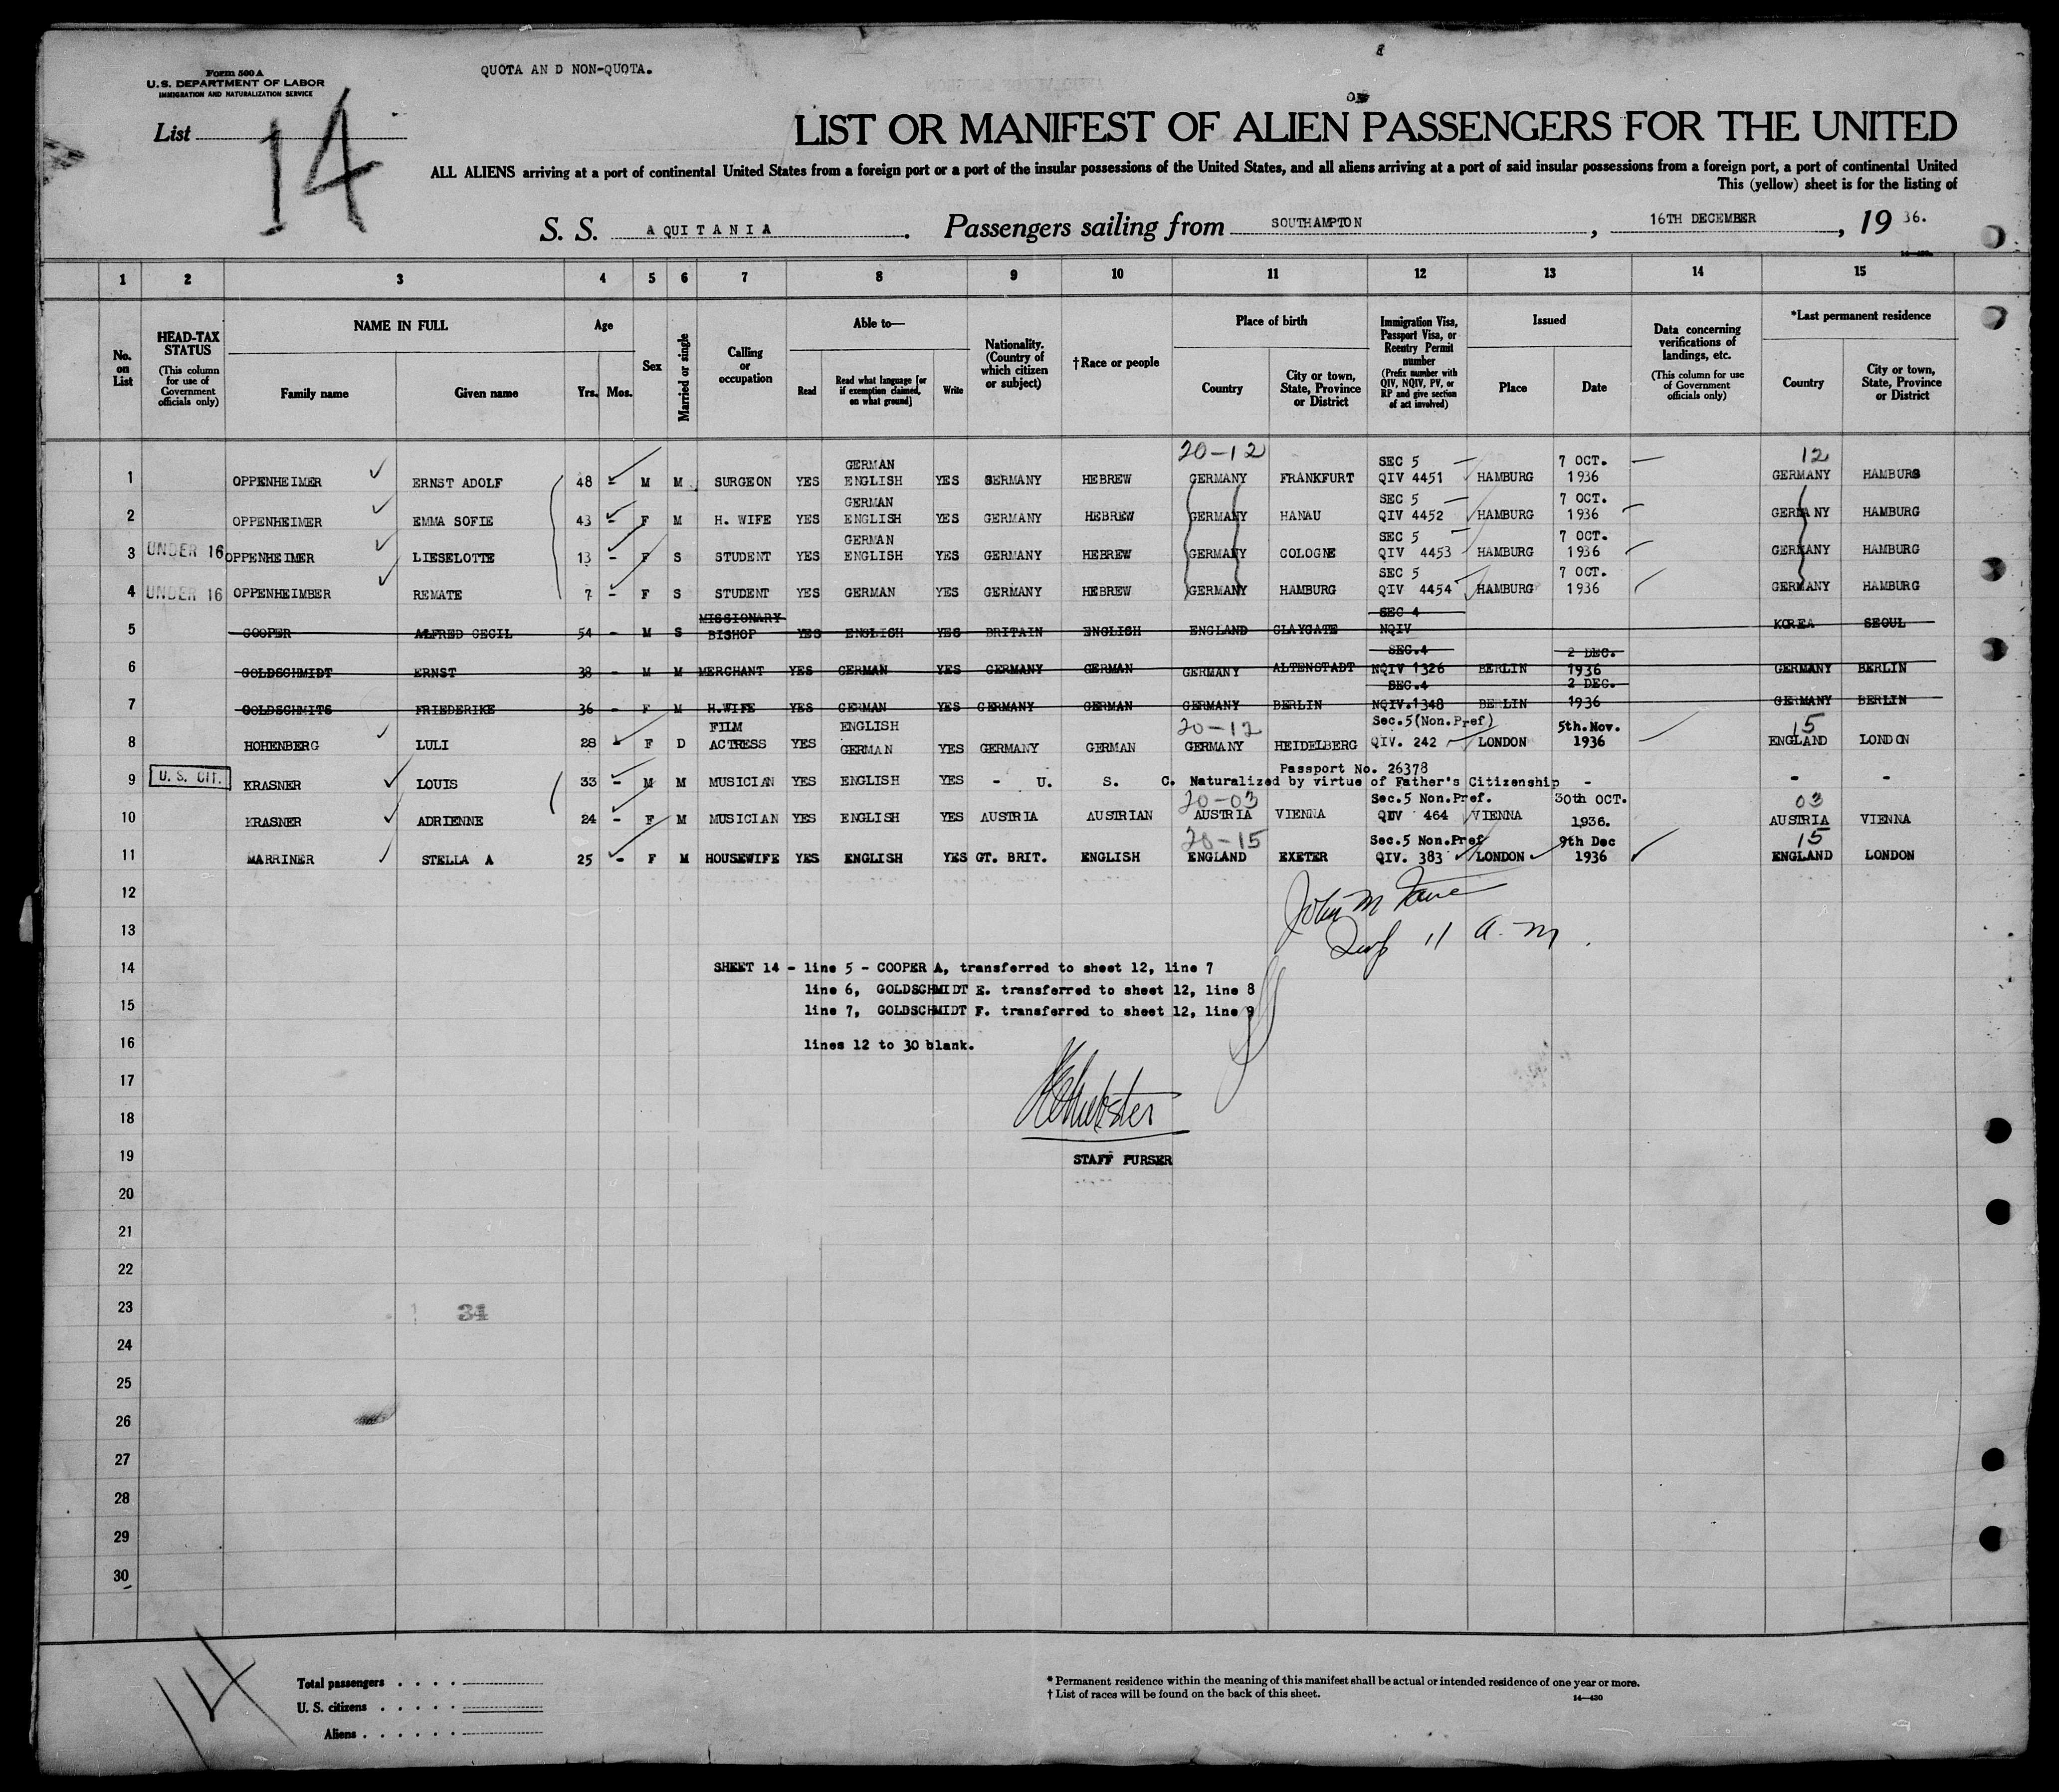 Form 500 A
U.S. DEPARTMENT OF LABOR
IMMIGRATION AND NATURALIZATION SERVICE
QUOTA AN D NON-QUOTA.
List 14
LIST OR MANIFEST OF ALIEN PASSENGERS FOR THE UNITED
ALL ALIENS arriving at a port of continental United States from a foreign port or a port of the insular possessions of the United States, and all aliens arriving at a port of said insular possessions from a foreign port, a port of continental United
This (yellow) sheet is for the listing of
S. S. A QUI T A N I A . Passengers sailing from SOUTHAMPTON , 16TH DECEMBER , 19 36.
1 2 3 4 5 6 7 8 9 10 11 12 13 14 15
No. on List
HEAD-TAX STATUS (This column for use of Government officials only)
NAME IN FULL Family name Given name
Age Yrs. Mos.
Sex
Married or single
Calling or occupation
Able to— Read Read what language [or if exemption claimed, on what ground] Write
Nationality. (Country of which citizen or subject)
†Race or people
Place of birth Country City or town, State, Province or District
Immigration Visa, Passport Visa, or Reentry Permit number (Prefix number with QIV, NQIV, PV, or RP and give section of act involved)
Issued Place Date
Data concerning verifications of landings, etc. (This column for use of Government officials only)
*Last permanent residence Country City or town, State, Province or District
20-12 12
GERMAN SEC 5 7 OCT.
1 OPPENHEIMER ERNST ADOLF 48 - M M SURGEON YES ENGLISH YES GERMANY HEBREW GERMANY FRANKFURT QIV 4451 HAMBURG 1936 GERMANY HAMBURG
GERMAN SEC 5 7 OCT.
2 OPPENHEIMER EMMA SOFIE 43 - F M H. WIFE YES ENGLISH YES GERMANY HEBREW GERMANY HANAU QIV 4452 HAMBURG 1936 GERMANY HAMBURG
GERMAN SEC 5 7 OCT.
3 UNDER 16 OPPENHEIMER LIESELOTTE 13 - F S STUDENT YES ENGLISH YES GERMANY HEBREW GERMANY COLOGNE QIV 4453 HAMBURG 1936 GERMANY HAMBURG
SEC 5 7 OCT.
4 UNDER 16 OPPENHEIMBER REMATE 7 - F S STUDENT YES GERMAN YES GERMANY HEBREW GERMANY HAMBURG QIV 4454 HAMBURG 1936 GERMANY HAMBURG
MISSIONARY SEC 4
5 COOPER ALFRED CECIL 54 - M S BISHOP YES ENGLISH YES BRITAIN ENGLISH ENGLAND CLAYGATE NQIV KOREA SEOUL
SEC.4 2 DEC.
6 GOLDSCHMIDT ERNST 38 - M M MERCHANT YES GERMAN YES GERMANY GERMAN GERMANY ALTENSTADT NQIV 1326 BERLIN 1936 GERMANY BERLIN
SEC.4 2 DEC.
7 GOLDSCHMITS FRIEDERIKE 36 - F M H.WIFE YES GERMAN YES GERMANY GERMAN GERMANY BERLIN NQIV.1348 BERLIN 1936 GERMANY BERLIN
FILM ENGLISH 20-12 Sec.5(Non.Pref) 5th.Nov. 15
8 HOHENBERG LULI 28 - F D ACTRESS YES GERMAN YES GERMANY GERMAN GERMANY HEIDELBERG QIV. 242 LONDON 1936 ENGLAND LONDON
Passport No. 26378
9 U. S. CIT. KRASNER LOUIS 33 - M M MUSICIAN YES ENGLISH YES - U. S. C. Naturalized by virtue of Father's Citizenship - - -
20-03 Sec.5 Non.Pref. 30th OCT. 03
10 KRASNER ADRIENNE 24 - F M MUSICIAN YES ENGLISH YES AUSTRIA AUSTRIAN AUSTRIA VIENNA QIV 464 VIENNA 1936. AUSTRIA VIENNA
20-15 Sec.5 Non.Pref 9th Dec 15
11 MARRINER STELLA A 25 - F M HOUSEWIFE YES ENGLISH YES GT. BRIT. ENGLISH ENGLAND EXETER QIV. 383 LONDON 1936 ENGLAND LONDON
12
John M
13
11 a.m.
14 SHEET 14 - line 5 - COOPER A, transferred to sheet 12, line 7
line 6, GOLDSCHMIDT E. transferred to sheet 12, line 8
15 line 7, GOLDSCHMIDT F. transferred to sheet 12, line 9
16 lines 12 to 30 blank.
17
18
Webster
19 STAFF PURSER
20
21
22
23 34
24
25
26
27
28
29
30
14
Total passengers
U. S. citizens
Aliens
* Permanent residence within the meaning of this manifest shall be actual or intended residence of one year or more.
† List of races will be found on the back of this sheet.
14—430